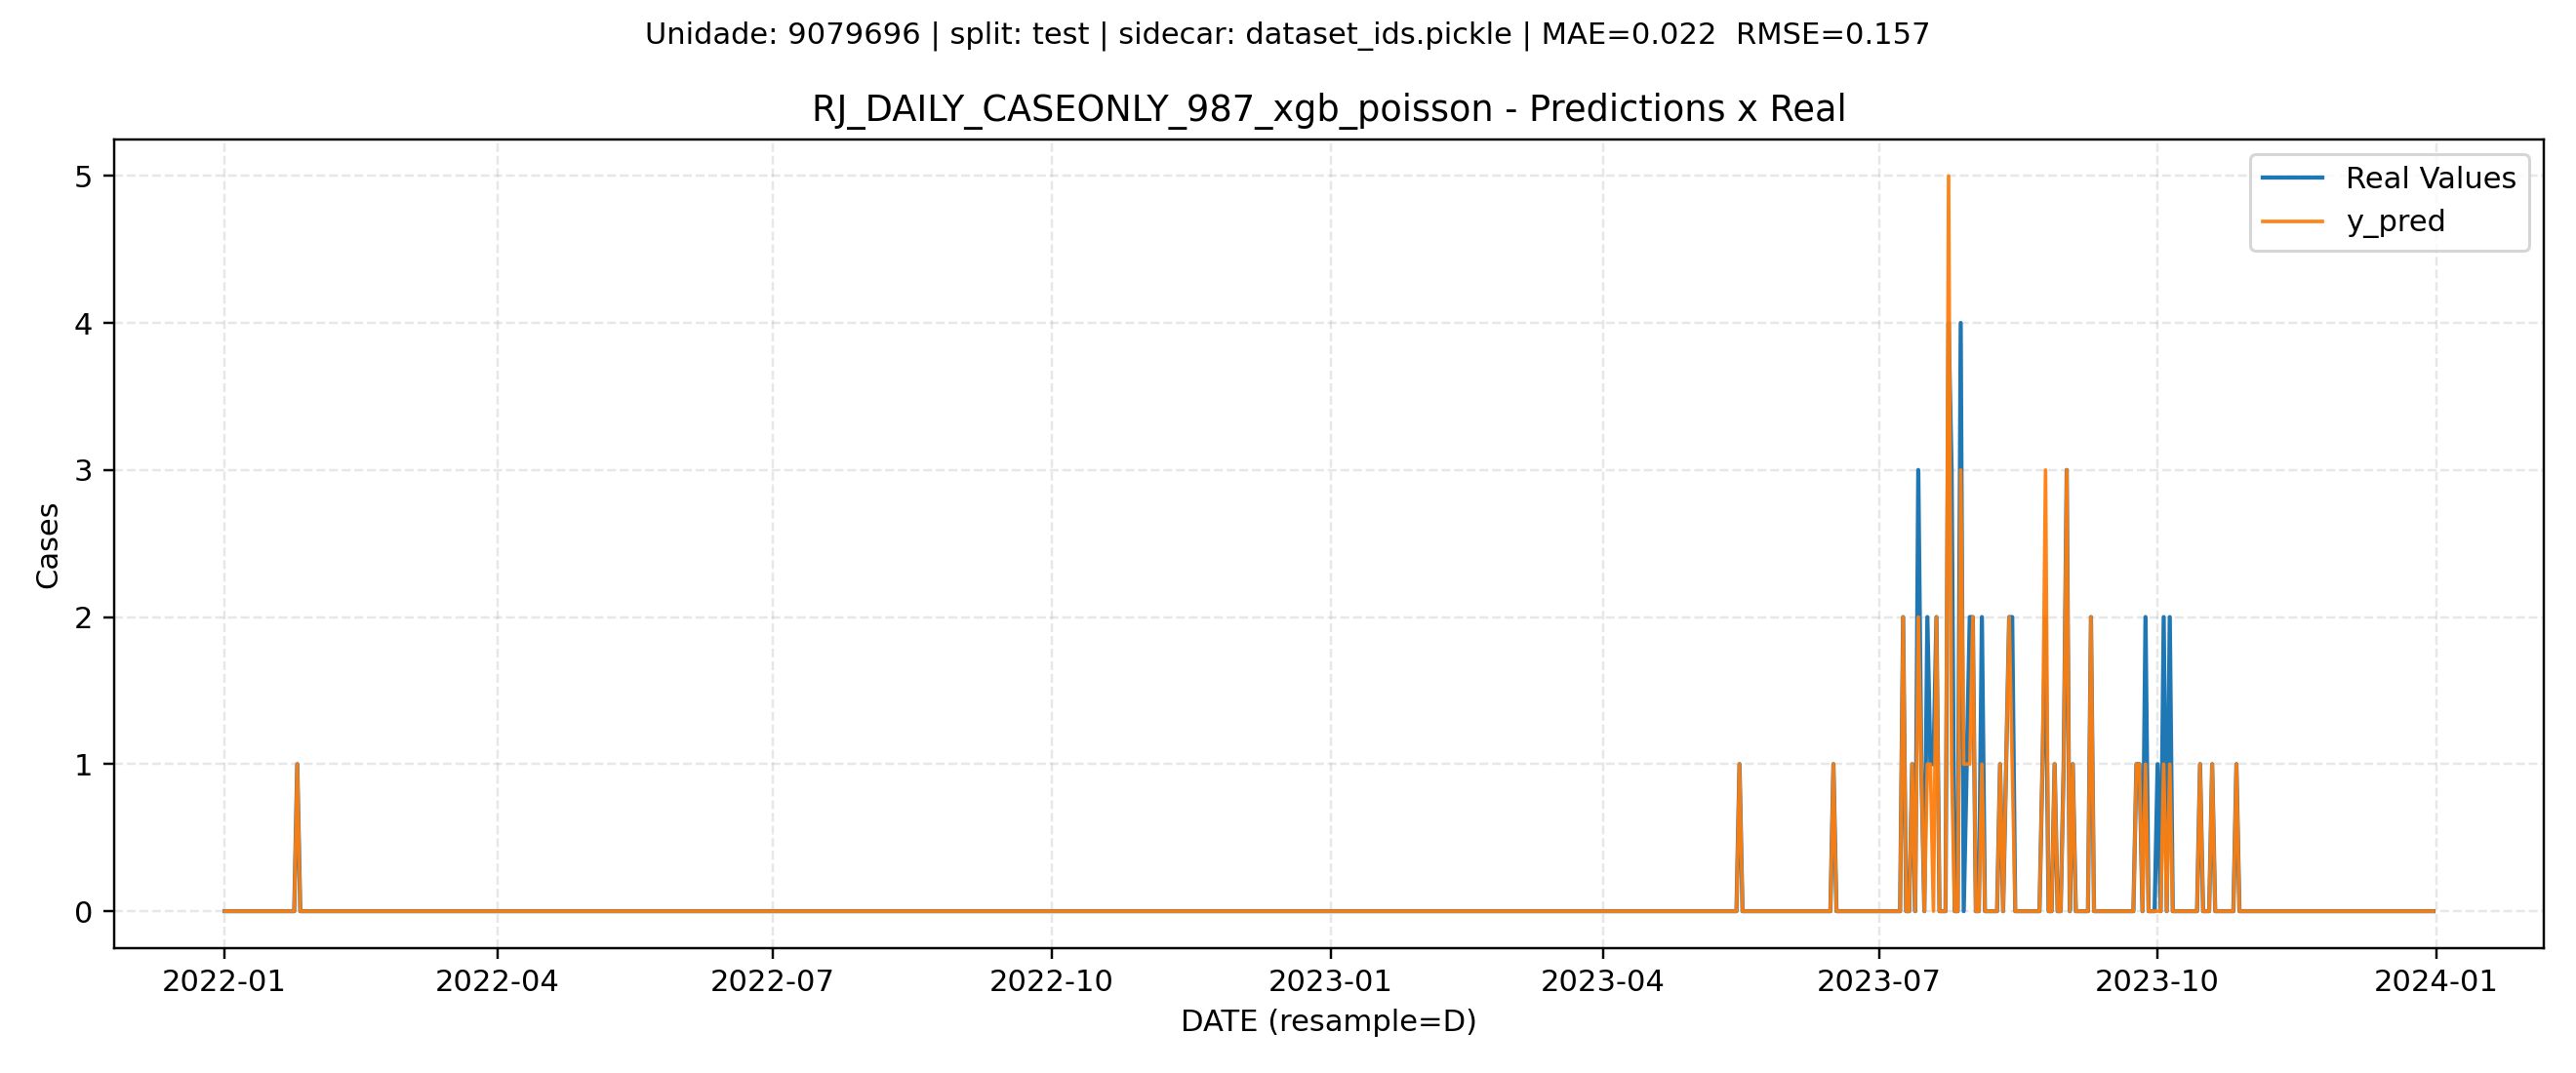 Unidade: 9079696 | split: test | sidecar: dataset_ids.pickle | MAE=0.022  RMSE=0.157
RJ_DAILY_CASEONLY_987_xgb_poisson - Predictions x Real
Real Values
y_pred
5
4
3
2
1
0
Cases
2022-01 2022-04 2022-07 2022-10 2023-01 2023-04 2023-07 2023-10 2024-01
DATE (resample=D)